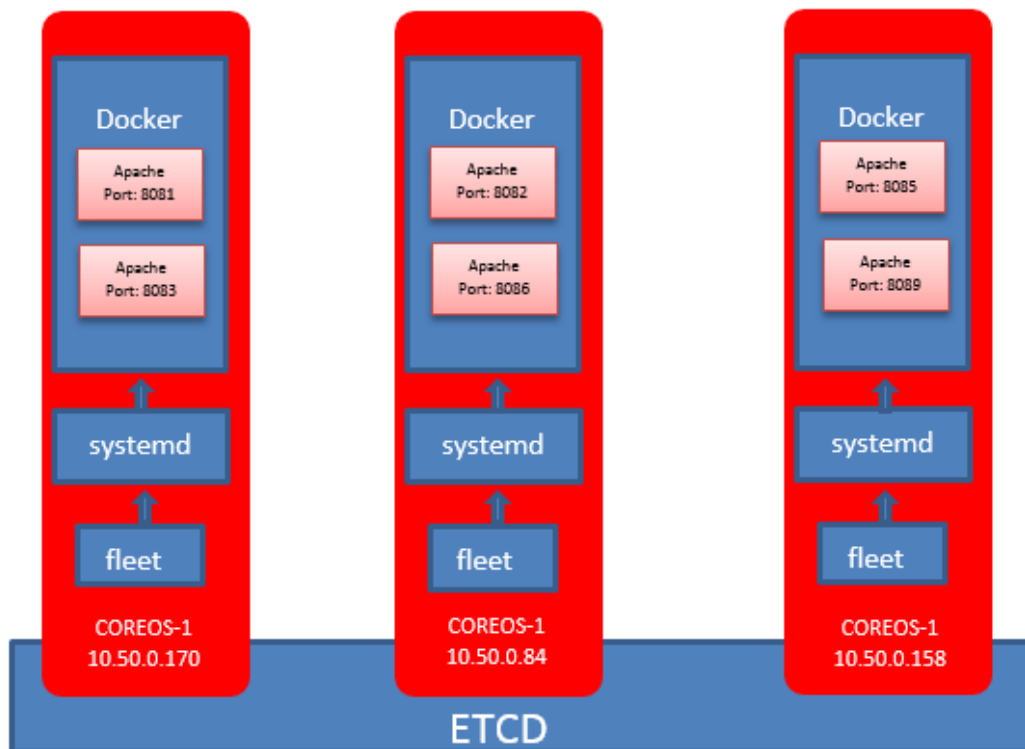 Docker
Apache
Port: 8081
Apache
Port: 8083
systemd
fleet
COREOS-1
10.50.0.170
Docker
Apache
Port: 8082
Apache
Port: 8086
systemd
fleet
COREOS-1
10.50.0.84
Docker
Apache
Port: 8085
Apache
Port: 8089
systemd
fleet
COREOS-1
10.50.0.158
ETCD